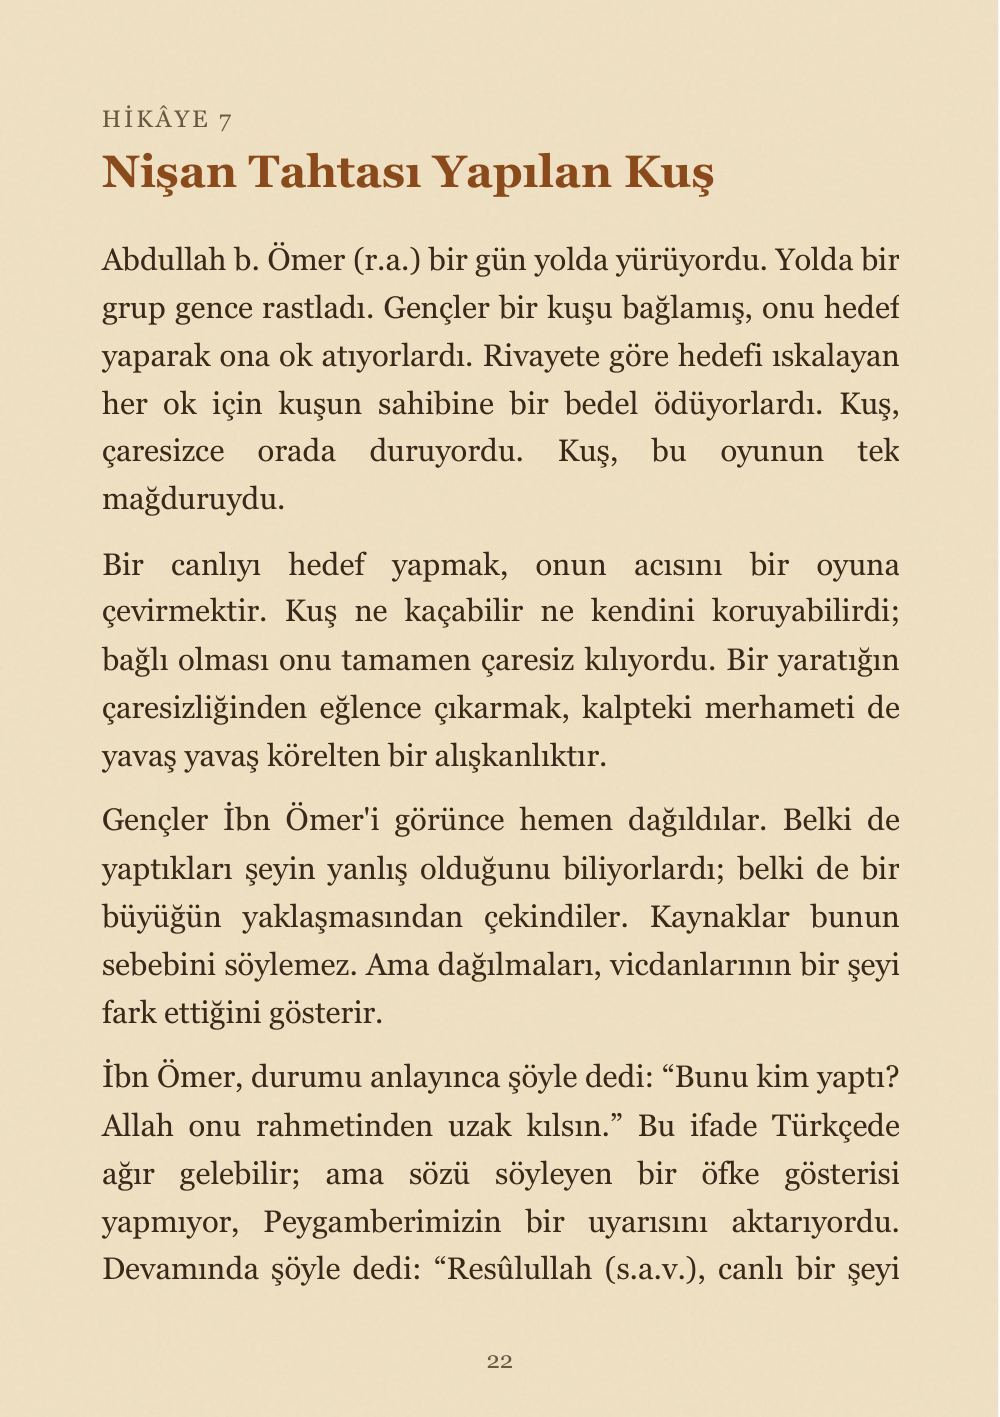 HİKÂYE 7
Nişan Tahtası Yapılan Kuş
Abdullah b. Ömer (r.a.) bir gün yolda yürüyordu. Yolda bir
grup gence rastladı. Gençler bir kuşu bağlamış, onu hedef
yaparak ona ok atıyorlardı. Rivayete göre hedefi ıskalayan
her ok için kuşun sahibine bir bedel ödüyorlardı. Kuş,
çaresizce orada duruyordu. Kuş, bu oyunun tek
mağduruydu.
Bir canlıyı hedef yapmak, onun acısını bir oyuna
çevirmektir. Kuş ne kaçabilir ne kendini koruyabilirdi;
bağlı olması onu tamamen çaresiz kılıyordu. Bir yaratığın
çaresizliğinden eğlence çıkarmak, kalpteki merhameti de
yavaş yavaş körelten bir alışkanlıktır.
Gençler İbn Ömer'i görünce hemen dağıldılar. Belki de
yaptıkları şeyin yanlış olduğunu biliyorlardı; belki de bir
büyüğün yaklaşmasından çekindiler. Kaynaklar bunun
sebebini söylemez. Ama dağılmaları, vicdanlarının bir şeyi
fark ettiğini gösterir.
İbn Ömer, durumu anlayınca şöyle dedi: “Bunu kim yaptı?
Allah onu rahmetinden uzak kılsın.” Bu ifade Türkçede
ağır gelebilir; ama sözü söyleyen bir öfke gösterisi
yapmıyor, Peygamberimizin bir uyarısını aktarıyordu.
Devamında şöyle dedi: “Resûlullah (s.a.v.), canlı bir şeyi
22